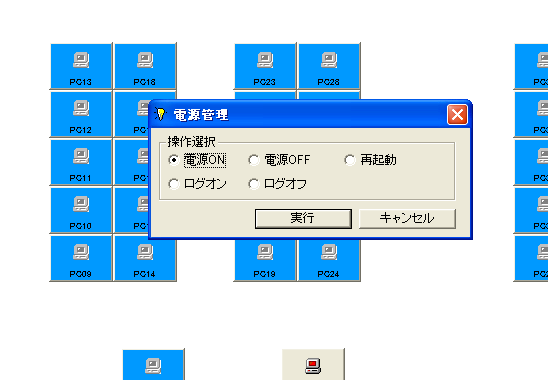 PC13 PC18 PC23 PC28
PC12
電源管理
操作選択
電源ON 電源OFF 再起動
ログオン ログオフ
実行 キャンセル
PC11
PC10
PC09 PC14 PC19 PC24